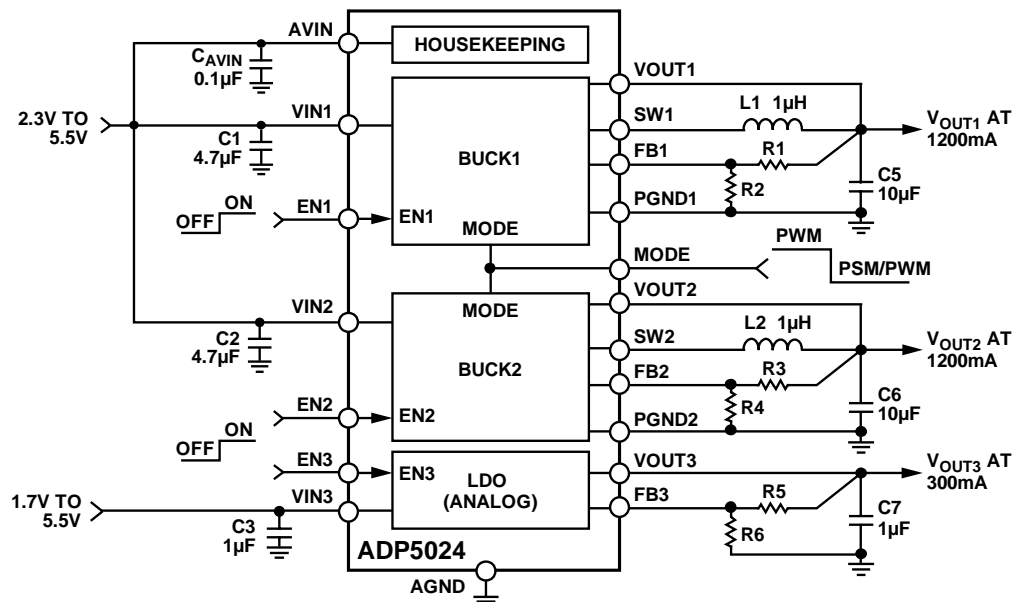 AVIN
HOUSEKEEPING
CAVIN
0.1µF
VOUT1
L1 1µH
2.3V TO
5.5V
VIN1
SW1
VOUT1 AT
1200mA
C1
4.7µF
BUCK1
FB1
R1
R2
C5
10µF
ON
OFF
EN1
EN1
PGND1
MODE
MODE
PWM
PSM/PWM
VOUT2
VIN2
MODE
L2 1µH
C2
4.7µF
SW2
VOUT2 AT
1200mA
BUCK2
FB2
R3
R4
C6
10µF
EN2
EN2
PGND2
ON
OFF
EN3
EN3
VOUT3
VOUT3 AT
300mA
LDO
(ANALOG)
1.7V TO
5.5V
VIN3
FB3
R5
R6
C7
1µF
C3
1µF
ADP5024
AGND